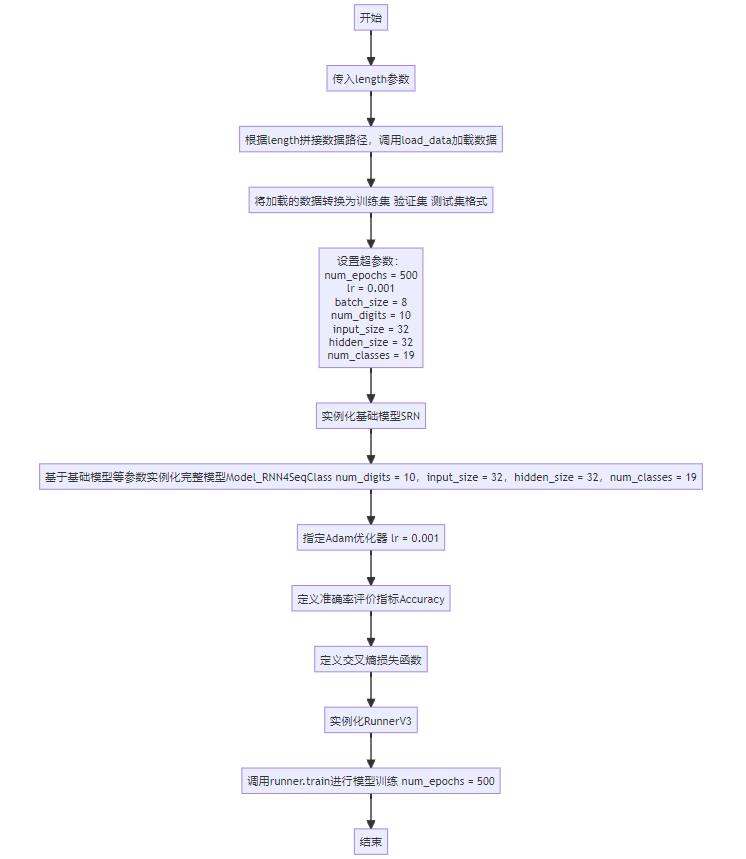 开始
传入length参数
根据length拼接数据路径，调用load_data加载数据
将加载的数据转换为训练集 验证集 测试集格式
设置超参数：
num_epochs = 500
lr = 0.001
batch_size = 8
num_digits = 10
input_size = 32
hidden_size = 32
num_classes = 19
实例化基础模型SRN
基于基础模型等参数实例化完整模型Model_RNN4SeqClass num_digits = 10，input_size = 32，hidden_size = 32，num_classes = 19
指定Adam优化器 lr = 0.001
定义准确率评价指标Accuracy
定义交叉熵损失函数
实例化RunnerV3
调用runner.train进行模型训练 num_epochs = 500
结束